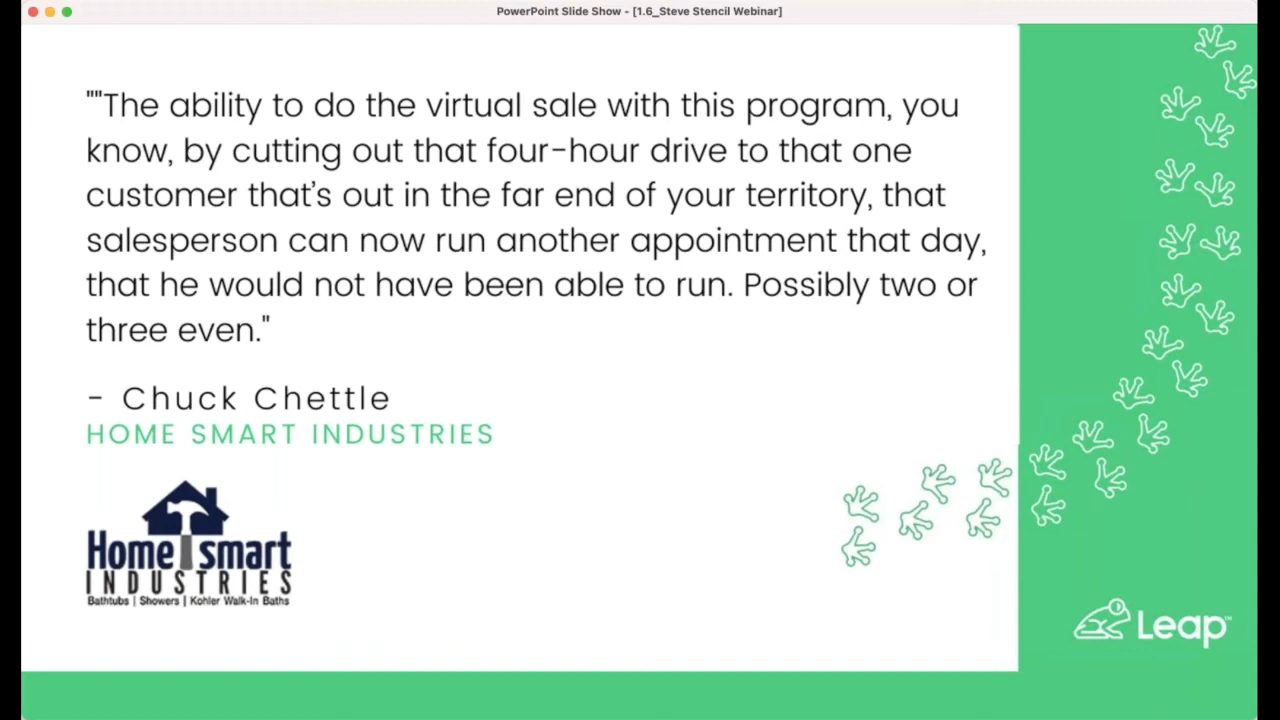 PowerPoint Slide Show - [1.6_Steve Stencil Webinar]
""The ability to do the virtual sale with this program, you
know, by cutting out that four-hour drive to that one
customer that’s out in the far end of your territory, that
salesperson can now run another appointment that day,
that he would not have been able to run. Possibly two or
three even."
- Chuck Chettle
HOME SMART INDUSTRIES
Home smart
INDUSTRIES
Bathtubs | Showers | Kohler Walk-In Baths
Leap™